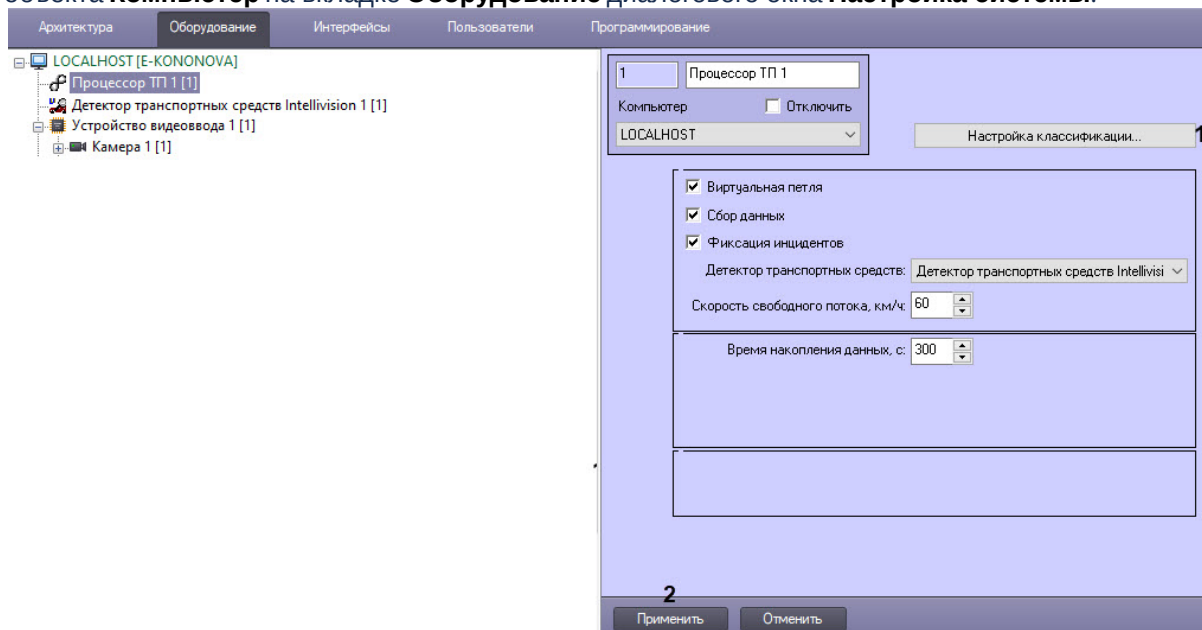 объекта Компьютер на вкладке Оборудование диалогового окна Настройка системы.
Архитектура Оборудование Интерфейсы Пользователи Программирование
LOCALHOST [E-KONONOVA]
Процессор ТП 1 [1]
Детектор транспортных средств Intellivision 1 [1]
Устройство видеоввода 1 [1]
Камера 1 [1]
1 Процессор ТП 1
Компьютер Отключить
LOCALHOST
Настройка классификации... 1
Виртуальная петля
Сбор данных
Фиксация инцидентов
Детектор транспортных средств: Детектор транспортных средств Intellivisi
Скорость свободного потока, км/ч: 60
Время накопления данных, с: 300
2
Применить Отменить